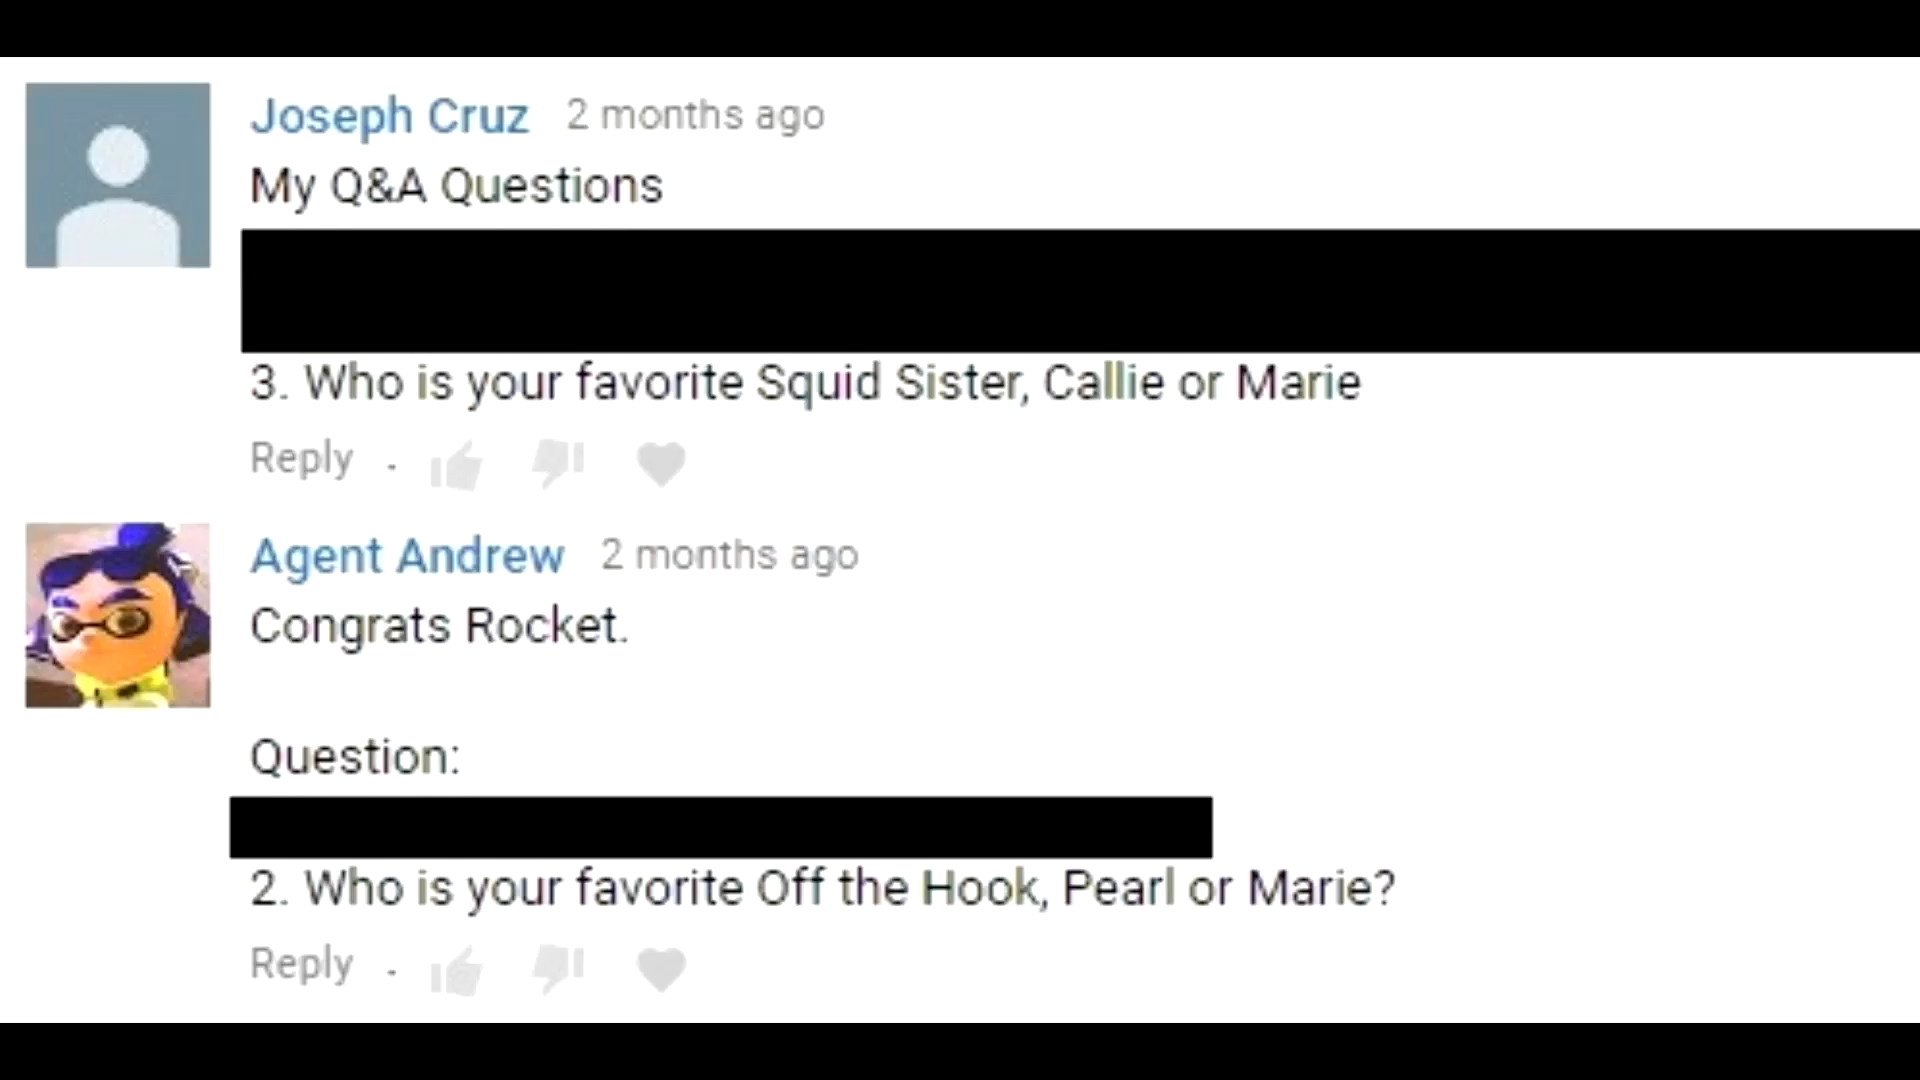 Joseph Cruz 2 months ago
My Q&A Questions
3. Who is your favorite Squid Sister, Callie or Marie
Reply .
Agent Andrew 2 months ago
Congrats Rocket.
Question:
2. Who is your favorite Off the Hook, Pearl or Marie?
Reply .